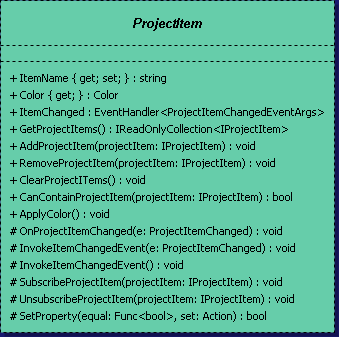 ProjectItem
+ ItemName { get; set; } : string
+ Color { get; } : Color
+ ItemChanged : EventHandler<ProjectItemChangedEventArgs>
+ GetProjectItems() : IReadOnlyCollection<IProjectItem>
+ AddProjectItem(projectItem: IProjectItem) : void
+ RemoveProjectItem(projectItem: IProjectItem) : void
+ ClearProjectITems() : void
+ CanContainProjectItem(projectItem: IProjectItem) : bool
+ ApplyColor() : void
# OnProjectItemChanged(e: ProjectItemChanged) : void
# InvokeItemChangedEvent(e: ProjectItemChanged) : void
# InvokeItemChangedEvent() : void
# SubscribeProjectItem(projectItem: IProjectItem) : void
# UnsubscribeProjectItem(projectItem: IProjectItem) : void
# SetProperty(equal: Func<bool>, set: Action) : bool